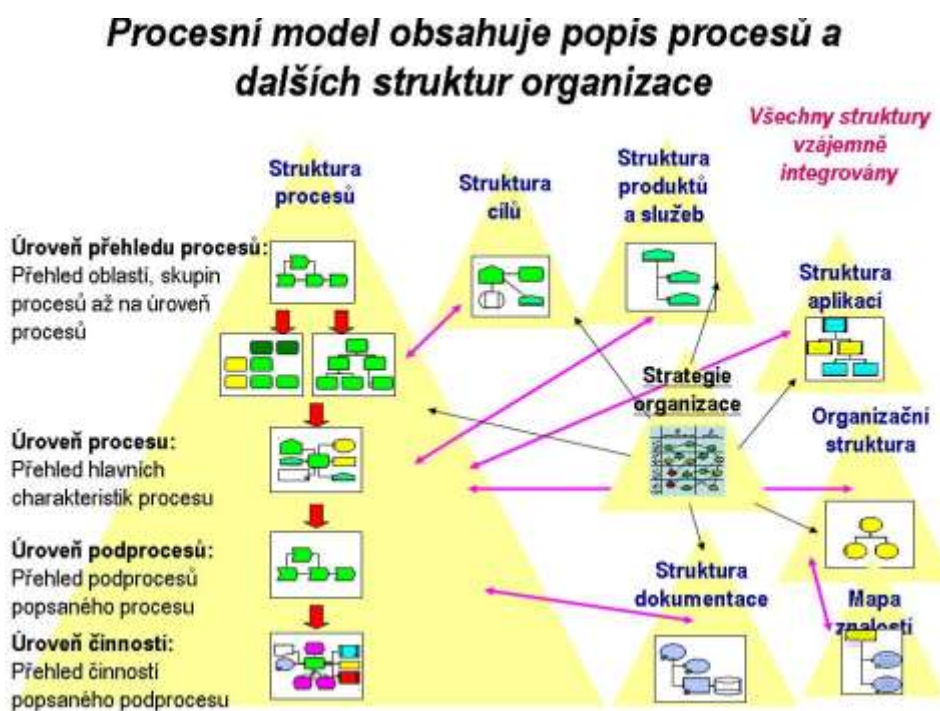 Procesní model obsahuje popis procesů a
dalších struktur organizace
Všechny struktury
vzájemně
integrovány
Struktura
procesů
Struktura
cílů
Struktura
produktů
a služeb
Struktura
aplikací
Úroveň přehledu procesů:
Přehled oblastí, skupin
procesů až na úroveň
procesů
Strategie
organizace
Organizační
struktura
Úroveň procesu:
Přehled hlavních
charakteristik procesu
Úroveň podprocesů:
Přehled podprocesů
popsaného procesu
Struktura
dokumentace
Mapa
znalostí
Úroveň činností:
Přehled činností
popsaného podprocesu